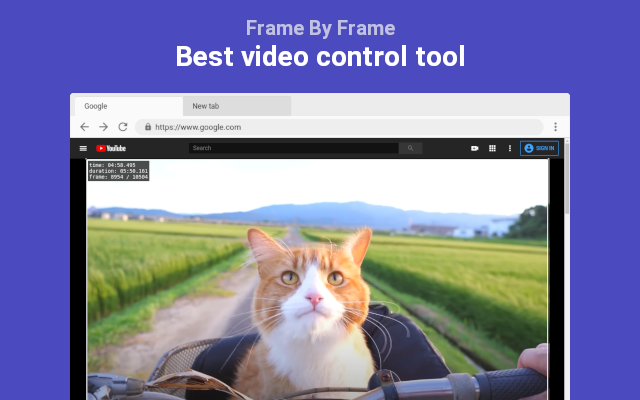 Frame By Frame
Best video control tool
Google
New tab
https://www.google.com
YouTube
Search
SIGN IN
time: 04:58.495
duration: 05:50.161
frame: 8954 / 10504